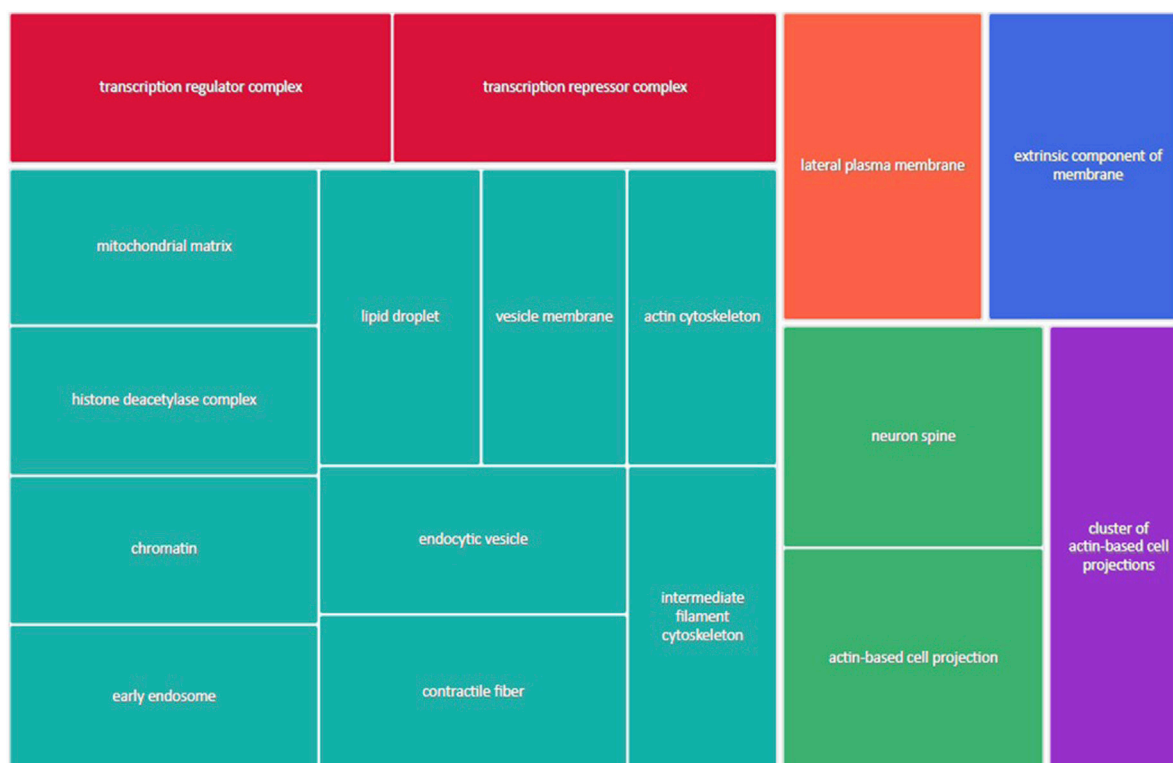 transcription regulator complex
transcription repressor complex
lateral plasma membrane
extrinsic component of
membrane
mitochondrial matrix
lipid droplet
vesicle membrane
actin cytoskeleton
histone deacetylase complex
neuron spine
chromatin
endocytic vesicle
intermediate
filament
cytoskeleton
cluster of
actin-based cell
projections
early endosome
contractile fiber
actin-based cell projection